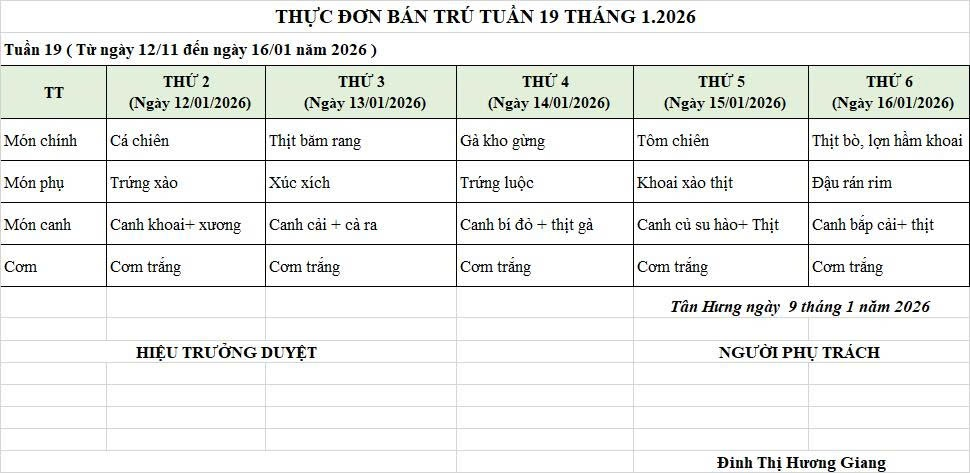 THỰC ĐƠN BÁN TRÚ TUẦN 19 THÁNG 1.2026
Tuần 19 ( Từ ngày 12/11 đến ngày 16/01 năm 2026 )
TT THỨ 2 THỨ 3 THỨ 4 THỨ 5 THỨ 6
(Ngày 12/01/2026) (Ngày 13/01/2026) (Ngày 14/01/2026) (Ngày 15/01/2026) (Ngày 16/01/2026)
Món chính Cá chiên Thịt băm rang Gà kho gừng Tôm chiên Thịt bò, lợn hầm khoai
Món phụ Trứng xào Xúc xích Trứng luộc Khoai xào thịt Đậu rán rim
Món canh Canh khoai+ xương Canh cải + cà ra Canh bí đỏ + thịt gà Canh củ su hào+ Thịt Canh bắp cải+ thịt
Cơm Cơm trắng Cơm trắng Cơm trắng Cơm trắng Cơm trắng
Tân Hưng ngày 9 tháng 1 năm 2026
HIỆU TRƯỞNG DUYỆT NGƯỜI PHỤ TRÁCH
Đinh Thị Hương Giang